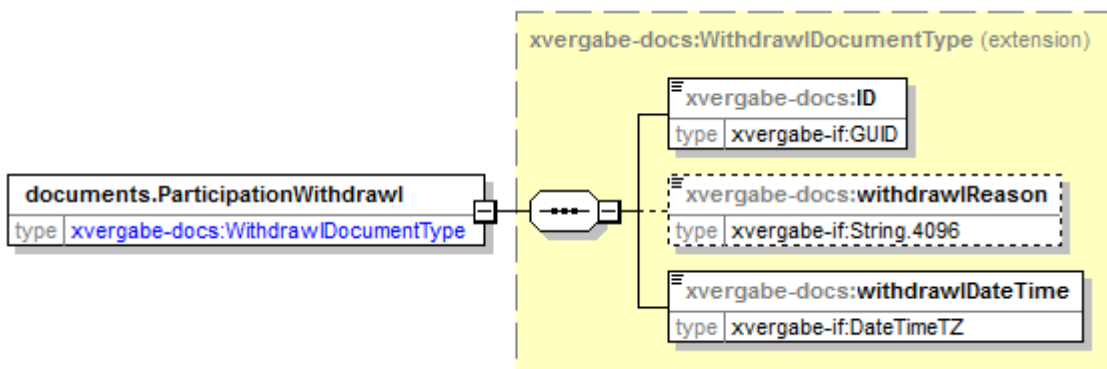 xvergabe-docs:WithdrawlDocumentType (extension)
xvergabe-docs:ID
type xvergabe-if:GUID
documents.ParticipationWithdrawl
type xvergabe-docs:WithdrawlDocumentType
xvergabe-docs:withdrawlReason
type xvergabe-if:String.4096
xvergabe-docs:withdrawlDateTime
type xvergabe-if:DateTimeTZ